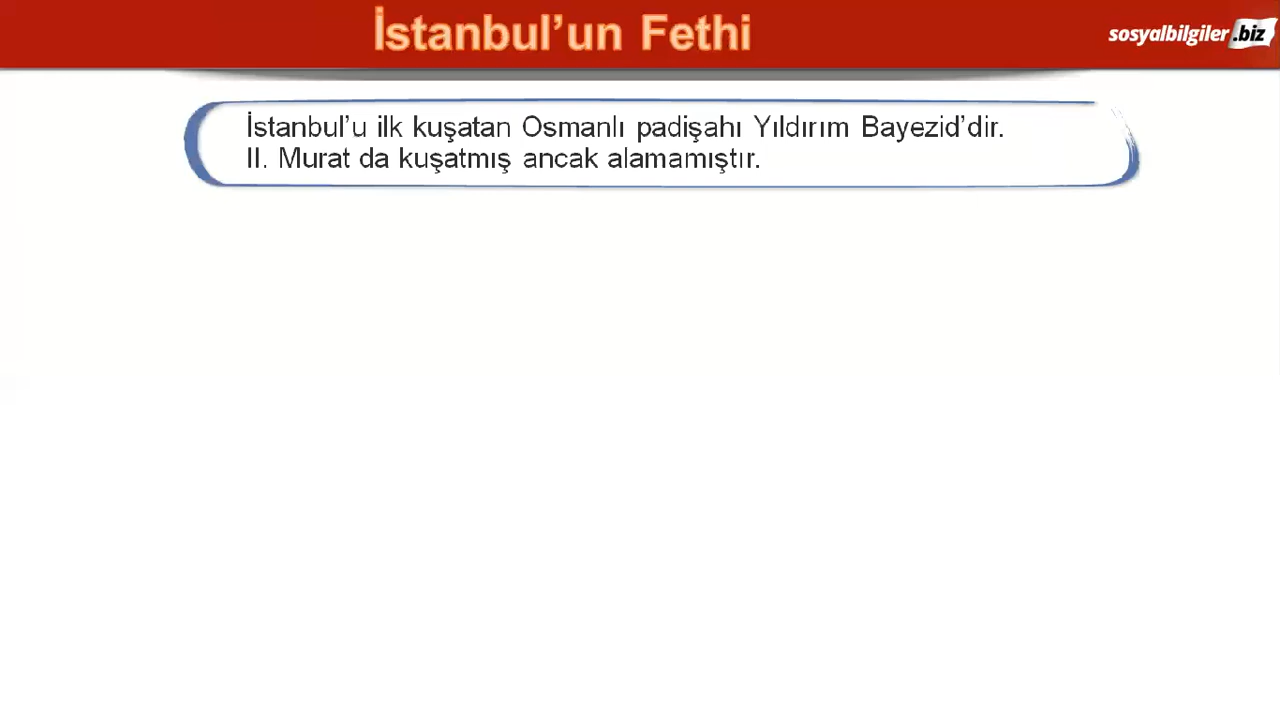 İstanbul’un Fethi
sosyalbilgiler.biz
İstanbul’u ilk kuşatan Osmanlı padişahı Yıldırım Bayezid’dir.
II. Murat da kuşatmış ancak alamamıştır.